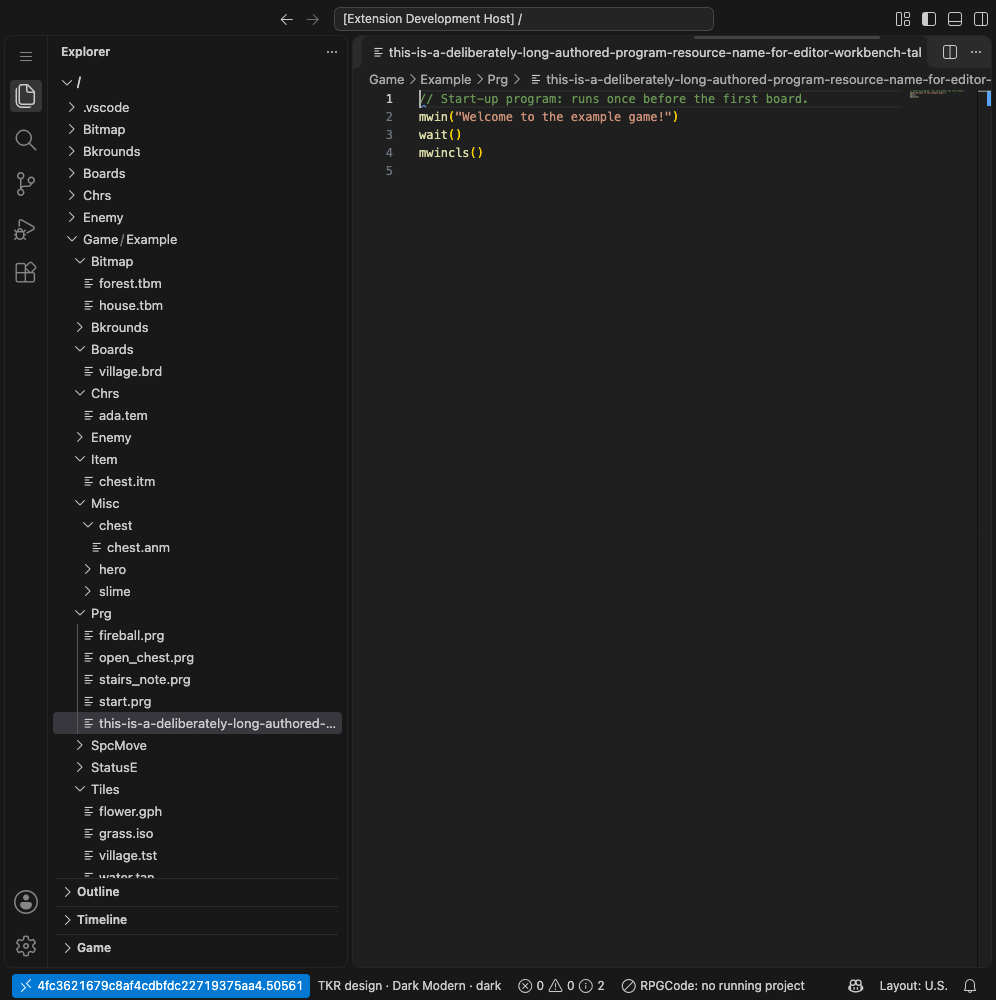 [Extension Development Host] /
Explorer
/
.vscode
Bitmap
Bkrounds
Boards
Chrs
Enemy
Game/Example
Bitmap
forest.tbm
house.tbm
Bkrounds
Boards
village.brd
Chrs
ada.tem
Enemy
Item
chest.itm
Misc
chest
chest.anm
hero
slime
Prg
fireball.prg
open_chest.prg
stairs_note.prg
start.prg
this-is-a-deliberately-long-authored-...
SpcMove
StatusE
Tiles
flower.gph
grass.iso
village.tst
water.tan
Outline
Timeline
Game
this-is-a-deliberately-long-authored-program-resource-name-for-editor-workbench-tal
Game > Example > Prg > this-is-a-deliberately-long-authored-program-resource-name-for-editor-
1 // Start-up program: runs once before the first board.
2 mwin("Welcome to the example game!")
3 wait()
4 mwincls()
5
4fc3621679c8af4cdbfdc22719375aa4.50561 TKR design · Dark Modern · dark 0 0 2 RPGCode: no running project Layout: U.S.